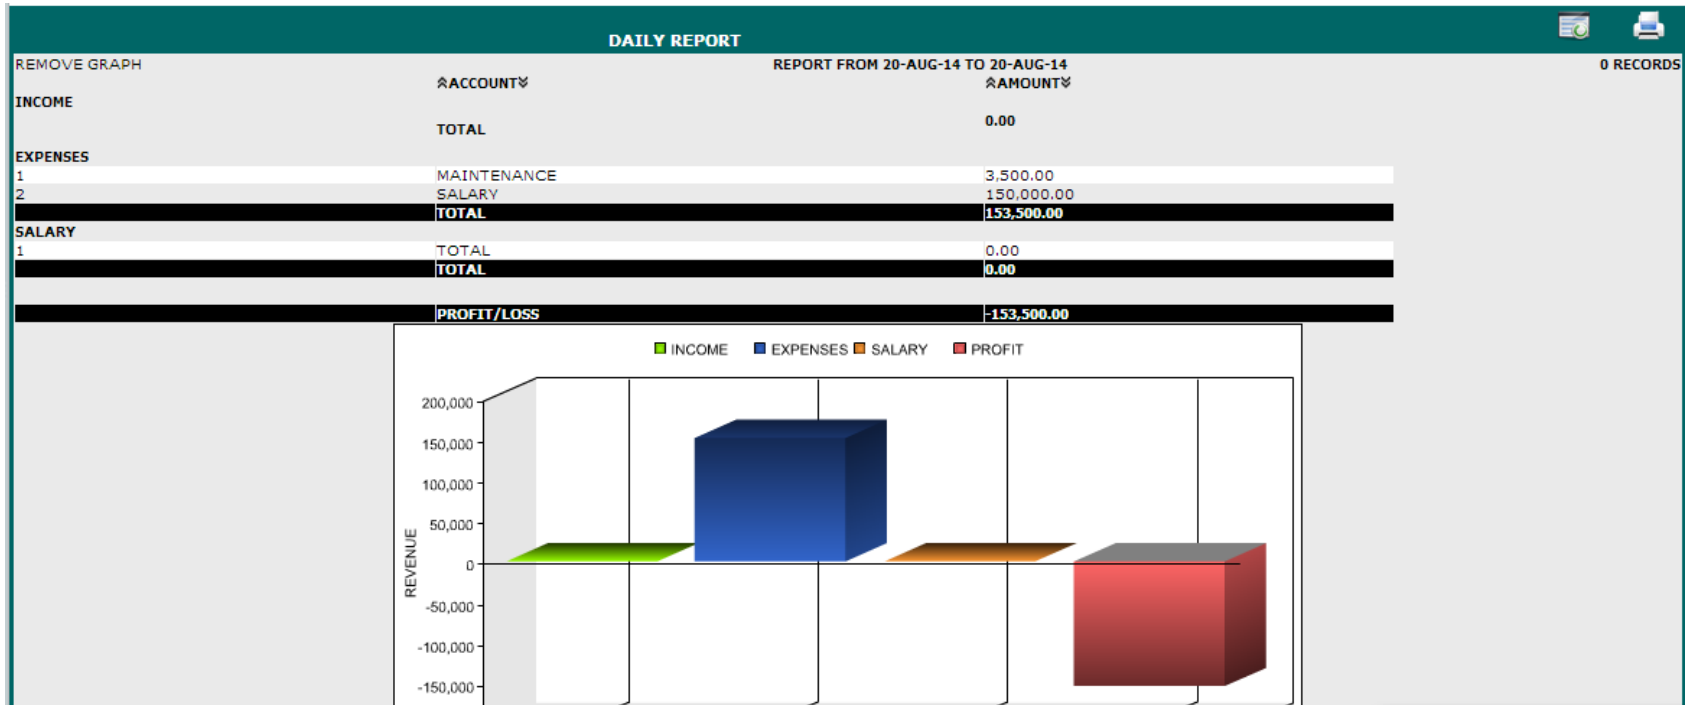 DAILY REPORT
REMOVE GRAPH REPORT FROM 20-AUG-14 TO 20-AUG-14 0 RECORDS
ACCOUNT AMOUNT
INCOME
TOTAL 0.00
EXPENSES
1 MAINTENANCE 3,500.00
2 SALARY 150,000.00
TOTAL 153,500.00
SALARY
1 TOTAL 0.00
TOTAL 0.00
PROFIT/LOSS -153,500.00
INCOME EXPENSES SALARY PROFIT
200,000
150,000
100,000
50,000
0
-50,000
-100,000
-150,000
REVENUE